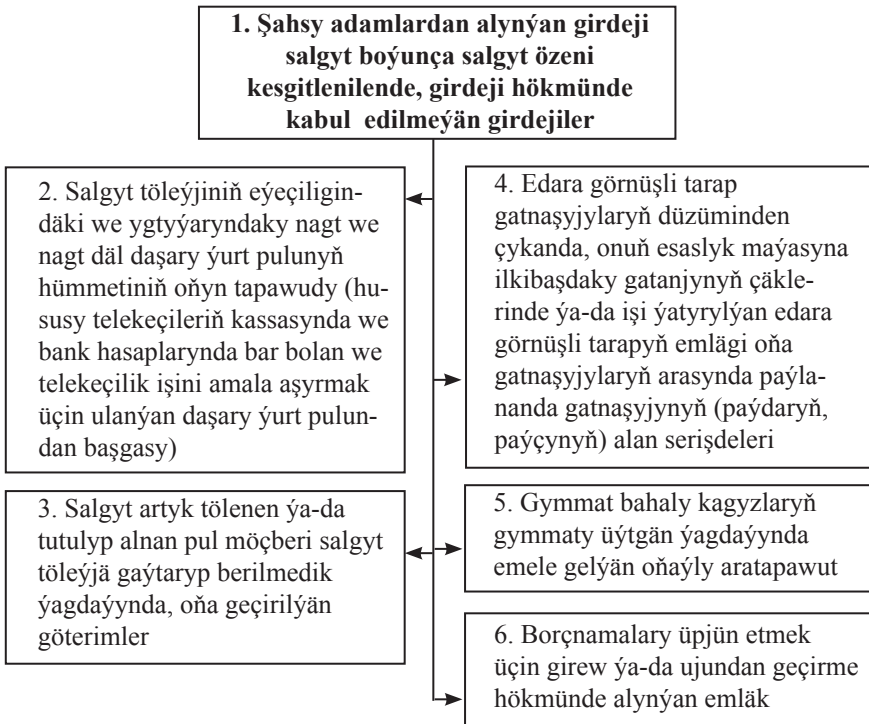 1. Şahsy adamlardan alynýan girdeji
salgyt boýunça salgyt özeni
kesgitlenilende, girdeji hökmünde
kabul edilmeýän girdejiler
2. Salgyt töleýjiniň eýeçiligin-
däki we ygtyýaryndaky nagt we
nagt däl daşary ýurt pulunyň
hümmetiniň oňyn tapawudy (hu-
susy telekeçileriň kassasynda we
bank hasaplarynda bar bolan we
telekeçilik işini amala aşyrmak
üçin ulanýan daşary ýurt pulun-
dan başgasy)
3. Salgyt artyk tölenen ýa-da
tutulyp alnan pul möçberi salgyt
töleýjä gaýtaryp berilmedik
ýagdaýynda, oňa geçirilýän
göterimler
4. Edara görnüşli tarap
gatnaşyjylaryň düzüminden
çykanda, onuň esaslyk maýasyna
ilkibaşdaky gatanjynyň çäkle-
rinde ýa-da işi ýatyrylýan edara
görnüşli tarapyň emlägi oňa
gatnaşyjylaryň arasynda paýla-
nanda gatnaşyjynyň (paýdaryň,
paýçynyň) alan serişdeleri
5. Gymmat bahaly kagyzlaryň
gymmaty üýtgän ýagdaýynda
emele gelýän oňaýly aratapawut
6. Borçnamalary üpjün etmek
üçin girew ýa-da ujundan geçirme
hökmünde alynýan emläk